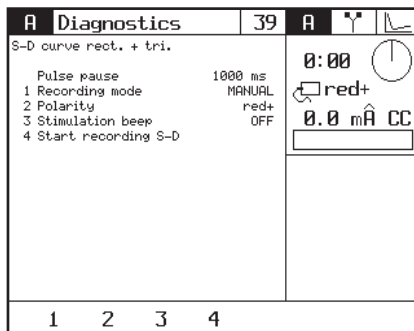 A Diagnostics 39
S-D curve rect. + tri.
Pulse pause 1000 ms
1 Recording mode MANUAL
2 Polarity red+
3 Stimulation beep OFF
4 Start recording S-D
1 2 3 4
A
0:00
red+
0.0 mÂ CC